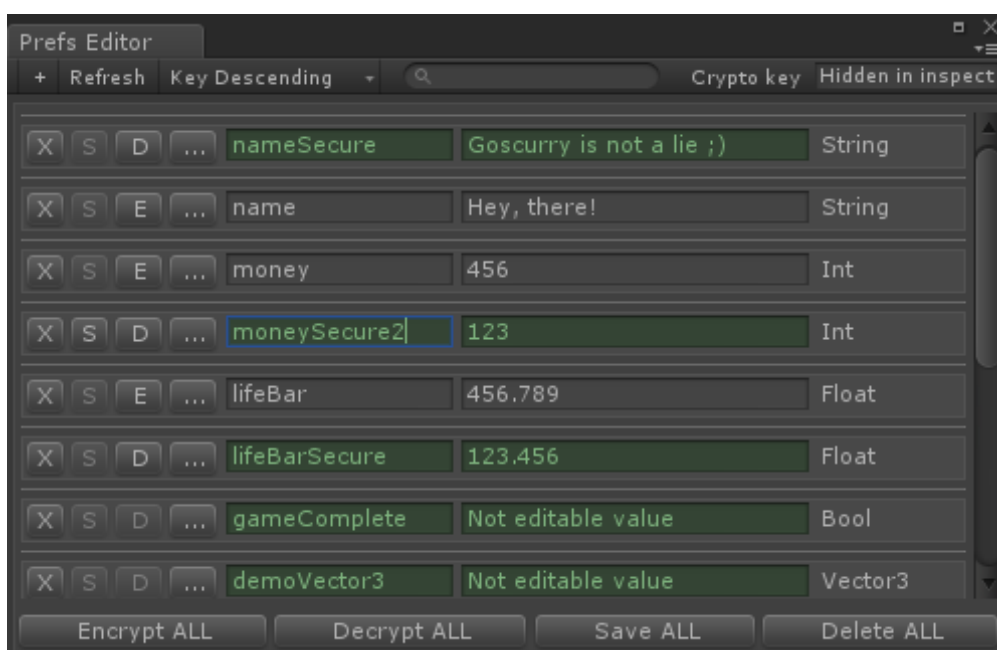 Prefs Editor
+ Refresh Key Descending Crypto key Hidden in inspect
X S D ... nameSecure Goscurry is not a lie ;) String
X S E ... name Hey, there! String
X S E ... money 456 Int
X S D ... moneySecure2 123 Int
X S E ... lifeBar 456.789 Float
X S D ... lifeBarSecure 123.456 Float
X S D ... gameComplete Not editable value Bool
X S D ... demoVector3 Not editable value Vector3
Encrypt ALL Decrypt ALL Save ALL Delete ALL